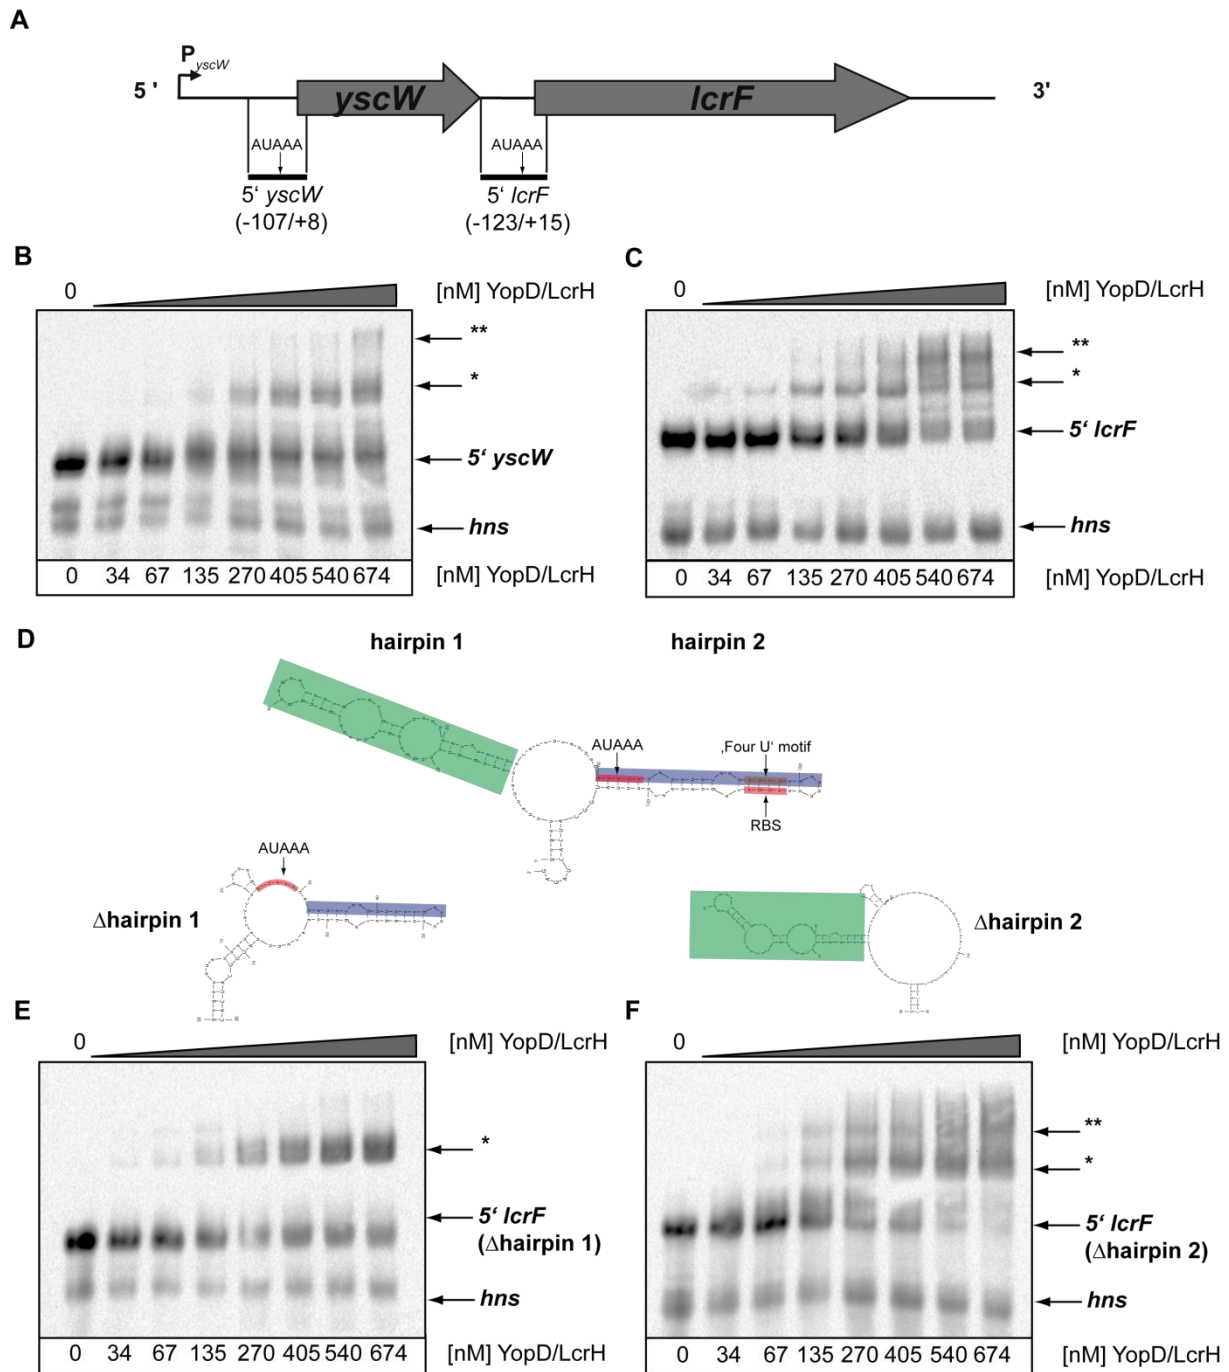 A
P yscW
5 '
yscW
lcrF
3'
AUAAA
AUAAA
5‘ yscW
(-107/+8)
5‘ lcrF
(-123/+15)
B
0
[nM] YopD/LcrH
**
*
5‘ yscW
hns
0 34 67 135 270 405 540 674
[nM] YopD/LcrH
C
0
[nM] YopD/LcrH
**
*
5‘ lcrF
hns
0 34 67 135 270 405 540 674
[nM] YopD/LcrH
D
hairpin 1
hairpin 2
AUAAA
‚Four U‘ motif
RBS
AUAAA
Δhairpin 1
Δhairpin 2
E
0
[nM] YopD/LcrH
*
5‘ lcrF
(Δhairpin 1)
hns
0 34 67 135 270 405 540 674
[nM] YopD/LcrH
F
0
[nM] YopD/LcrH
**
*
5‘ lcrF
(Δhairpin 2)
hns
0 34 67 135 270 405 540 674
[nM] YopD/LcrH